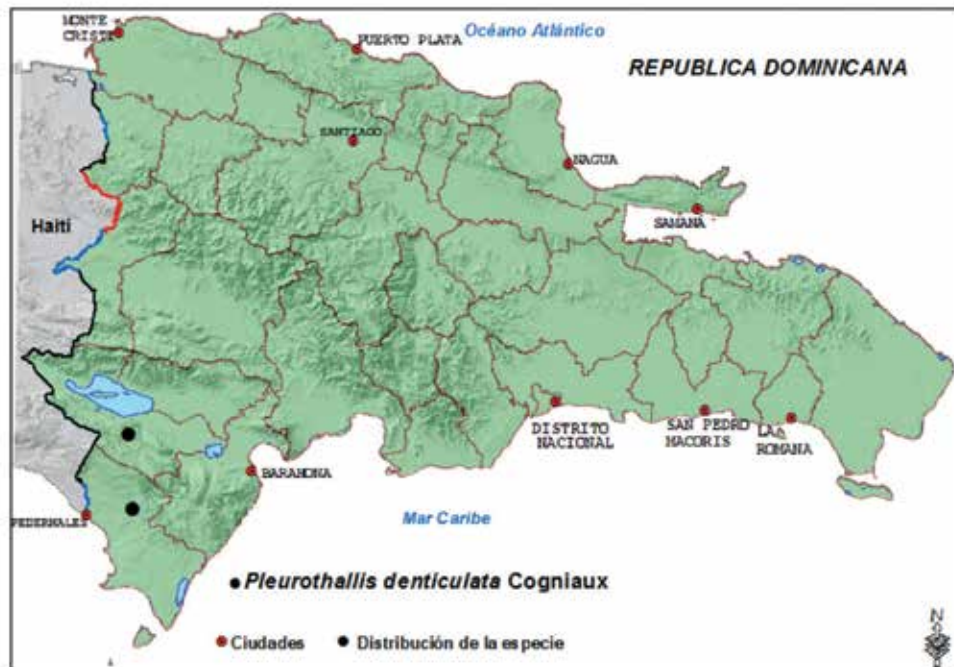 MONTE
CRISTI
PUERTO PLATA
Océano Atlántico
REPUBLICA DOMINICANA
SANTIAGO
NAGUA
SAMANA
Haití
DISTRITO
NACIONAL
SAN PEDRO
MACORIS
LA
ROMANA
BARAHONA
PEDERNALES
Mar Caribe
Pleurothallis denticulata Cogniaux
Ciudades
Distribución de la especie